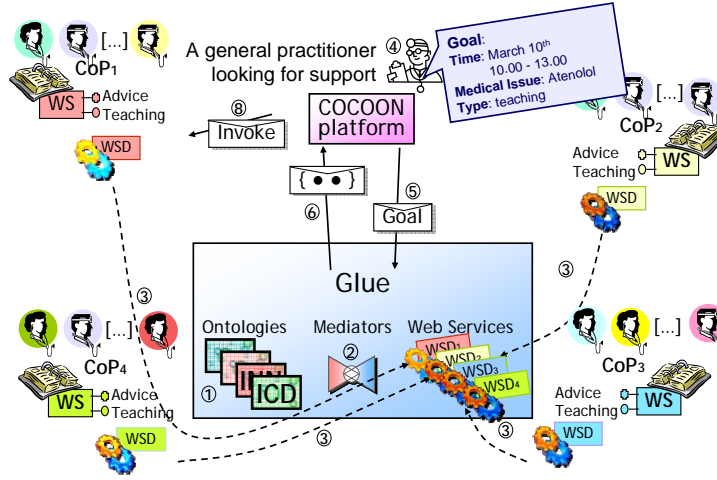 [...]
CoP1
WS
Advice
Teaching
WSD
A general practitioner
looking for support
④
Goal:
Time: March 10th
10.00 - 13.00
Medical Issue: Atenolol
Type: teaching
⑧
Invoke
COCOON
platform
{ }
⑥
⑤
Goal
[...]
CoP2
WS
Advice
Teaching
WSD
③
③
Glue
Ontologies
Mediators
Web Services
①
ICD
②
WSD1
WSD2
WSD3
WSD4
[...]
CoP4
WS
Advice
Teaching
WSD
③
[...]
CoP3
Advice
Teaching
WS
③
WSD